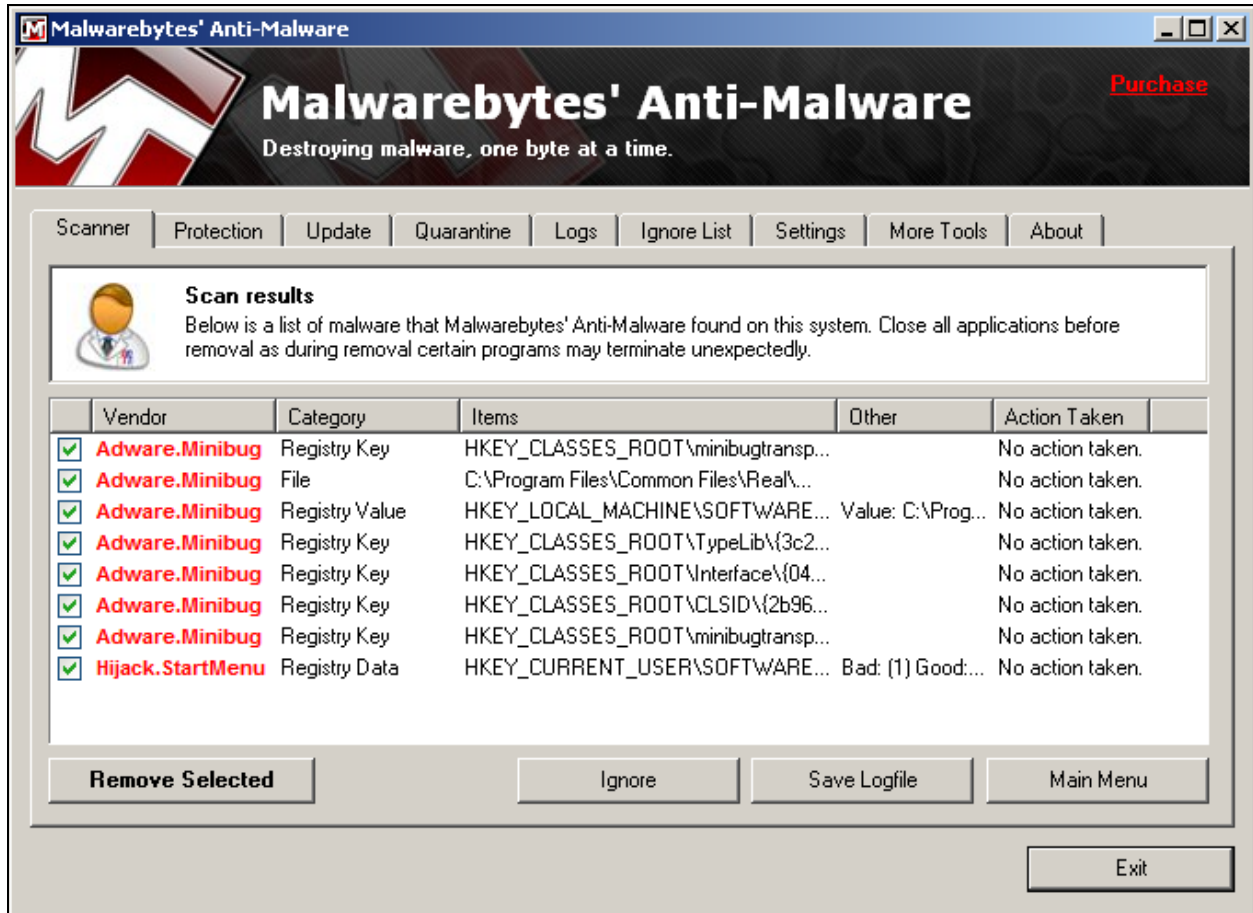 Malwarebytes' Anti-Malware
Malwarebytes' Anti-Malware
Purchase
Destroying malware, one byte at a time.
Scanner Protection Update Quarantine Logs Ignore List Settings More Tools About
Scan results
Below is a list of malware that Malwarebytes' Anti-Malware found on this system. Close all applications before
removal as during removal certain programs may terminate unexpectedly.
Vendor Category Items Other Action Taken
Adware.Minibug Registry Key HKEY_CLASSES_ROOT\minibugtransp... No action taken.
Adware.Minibug File C:\Program Files\Common Files\Real\... No action taken.
Adware.Minibug Registry Value HKEY_LOCAL_MACHINE\SOFTWARE... Value: C:\Prog... No action taken.
Adware.Minibug Registry Key HKEY_CLASSES_ROOT\TypeLib\{3c2... No action taken.
Adware.Minibug Registry Key HKEY_CLASSES_ROOT\Interface\{04... No action taken.
Adware.Minibug Registry Key HKEY_CLASSES_ROOT\CLSID\{2b96... No action taken.
Adware.Minibug Registry Key HKEY_CLASSES_ROOT\minibugtransp... No action taken.
Hijack.StartMenu Registry Data HKEY_CURRENT_USER\SOFTWARE... Bad: (1) Good:... No action taken.
Remove Selected Ignore Save Logfile Main Menu
Exit